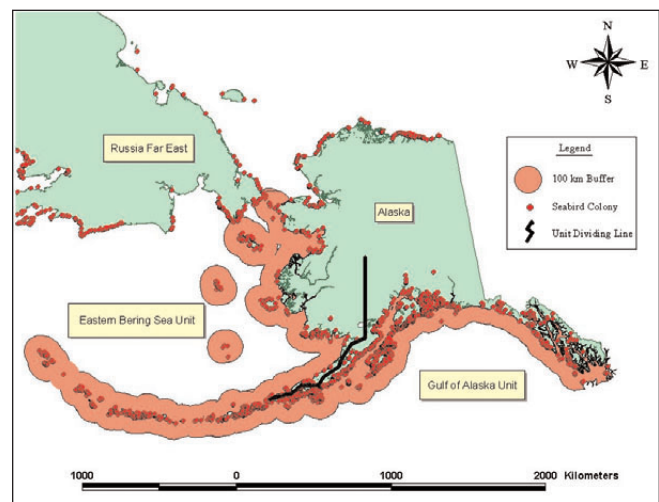 N
W E
S
Russia Far East
Legend
100 km Buffer
Seabird Colony
Unit Dividing Line
Alaska
Eastern Bering Sea Unit
Gulf of Alaska Unit
1000 0 1000 2000 Kilometers